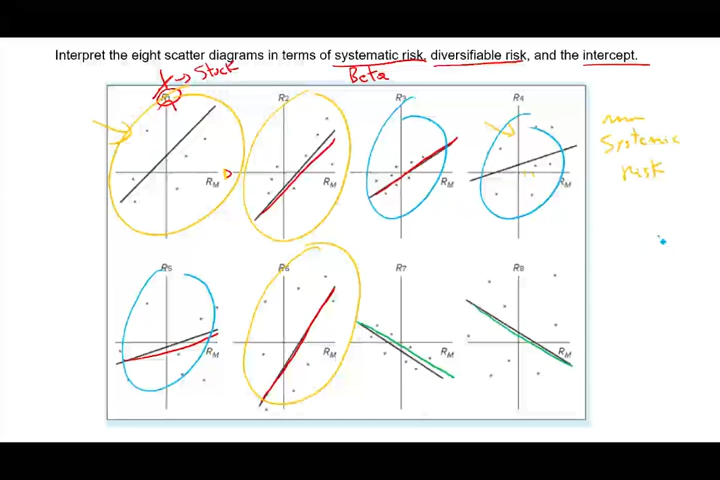 Interpret the eight scatter diagrams in terms of systematic risk, diversifiable risk, and the intercept.
Stock
Beta
R2 R3 R4
RM RM RM RM
Systemic
risk
R5 R6 R7 R8
RM RM RM RM